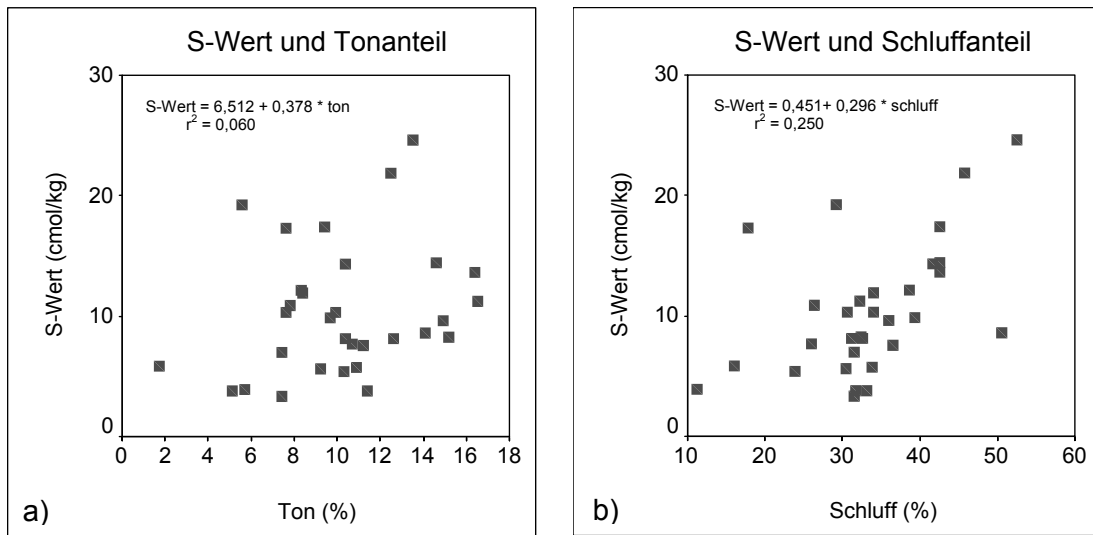 S-Wert und Tonanteil
S-Wert = 6,512 + 0,378 * ton
r² = 0,060
S-Wert (cmol/kg)
30
20
10
0
0 2 4 6 8 10 12 14 16 18
Ton (%)
a)
S-Wert und Schluffanteil
S-Wert = 0,451+ 0,296 * schluff
r² = 0,250
S-Wert (cmol/kg)
30
20
10
0
10 20 30 40 50 60
Schluff (%)
b)